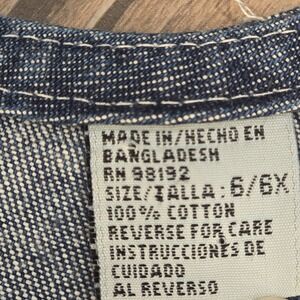 MADE IN/HECHO EN
BANGLADESH
RN 98192
SIZE/TALLA: 6/6X
100% COTTON
REVERSE FOR CARE
INSTRUCCIONES DE
CUIDADO
AL REVERSO